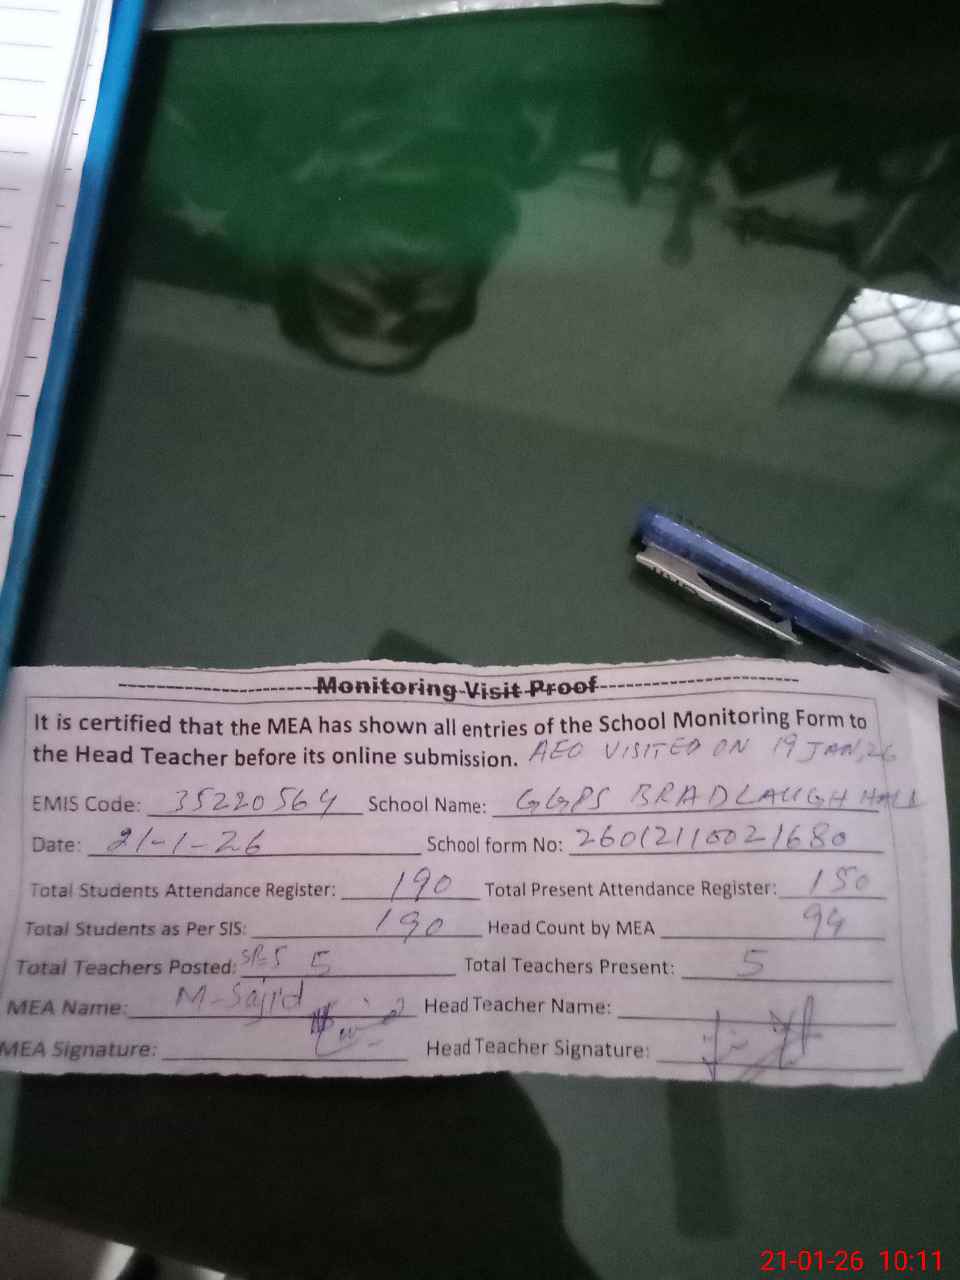 Monitoring Visit Proof
It is certified that the MEA has shown all entries of the School Monitoring Form to
the Head Teacher before its online submission. AEO VISITED ON 19 JAN, 26
EMIS Code: 35220564 School Name: GGPS BRADLAUGH HALL
Date: 21-1-26 School form No: 26012110021680
Total Students Attendance Register: 190 Total Present Attendance Register: 150
Total Students as Per SIS: 190 Head Count by MEA 94
Total Teachers Posted: 5 Total Teachers Present: 5
MEA Name: M-Sajid Head Teacher Name:
MEA Signature: Head Teacher Signature:
21-01-26 10:11